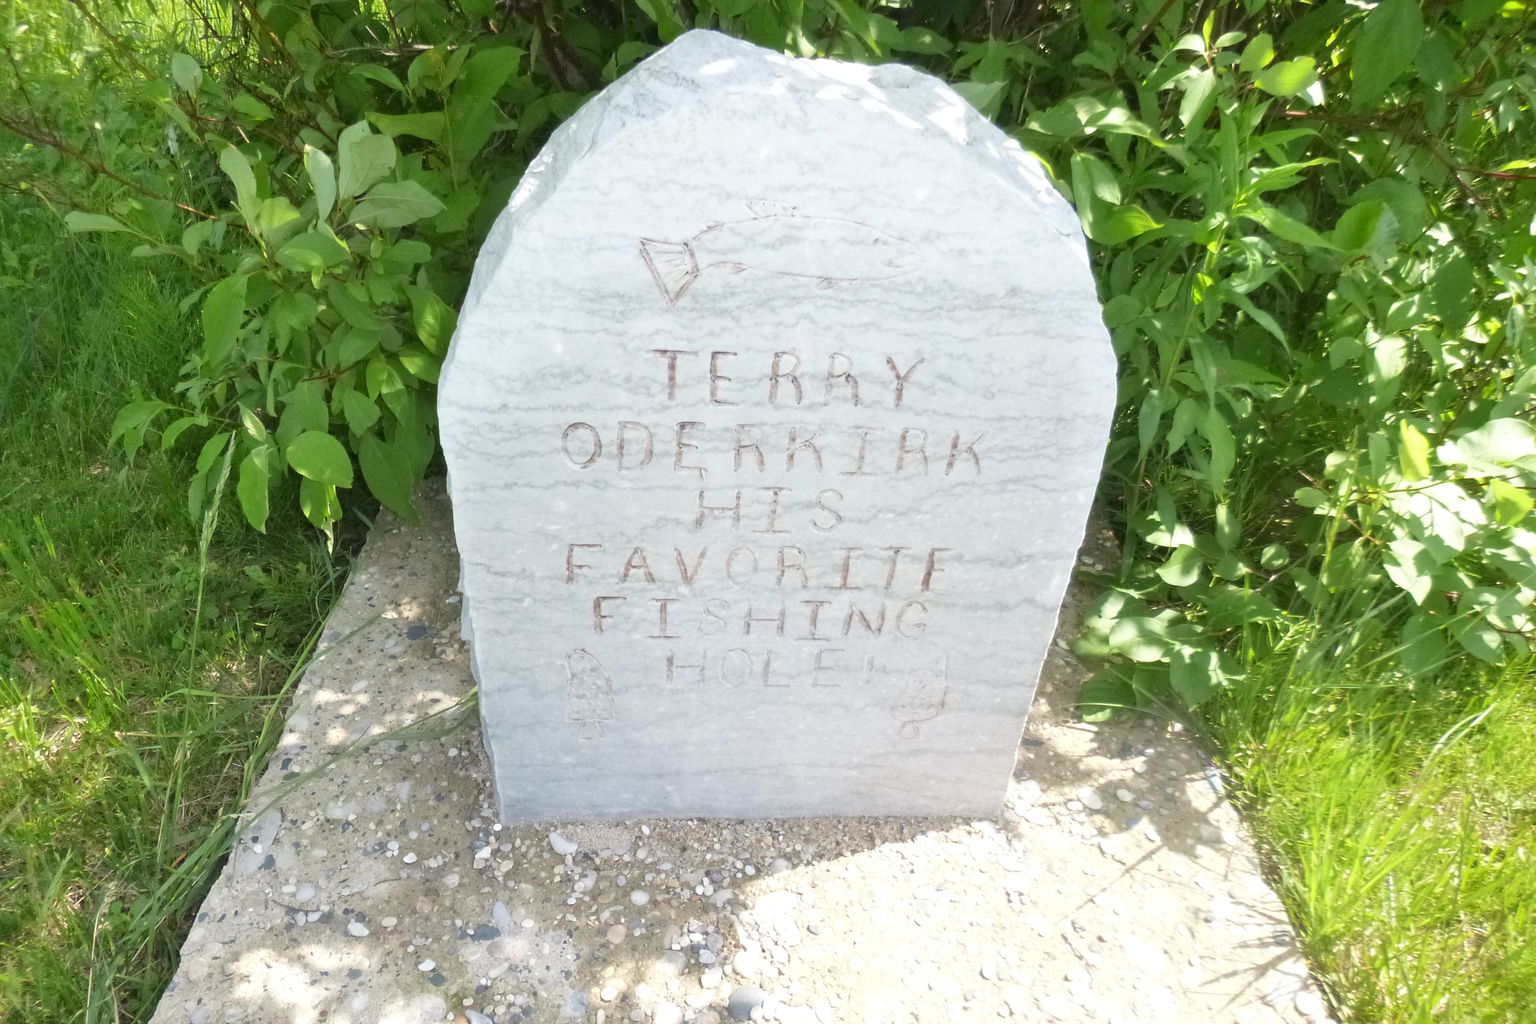 TERRY
ODERKIRK
HIS
FAVORITE
FISHING
HOLE!